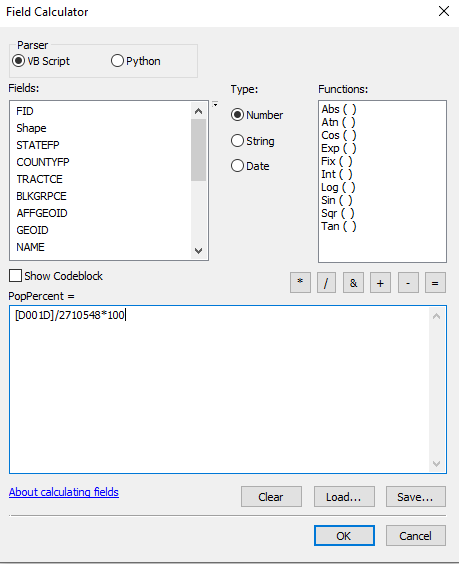 Field Calculator
Parser
VB Script
Python
Fields:
Type:
Functions:
FID
Shape
STATEFP
COUNTYFP
TRACTCE
BLKGRPCE
AFFGEOID
GEOID
NAME
Number
String
Date
Abs ( )
Atn ( )
Cos ( )
Exp ( )
Fix ( )
Int ( )
Log ( )
Sin ( )
Sqr ( )
Tan ( )
Show Codeblock
* / & + - =
PopPercent =
[D001D]/2710548*100
About calculating fields
Clear
Load...
Save...
OK
Cancel